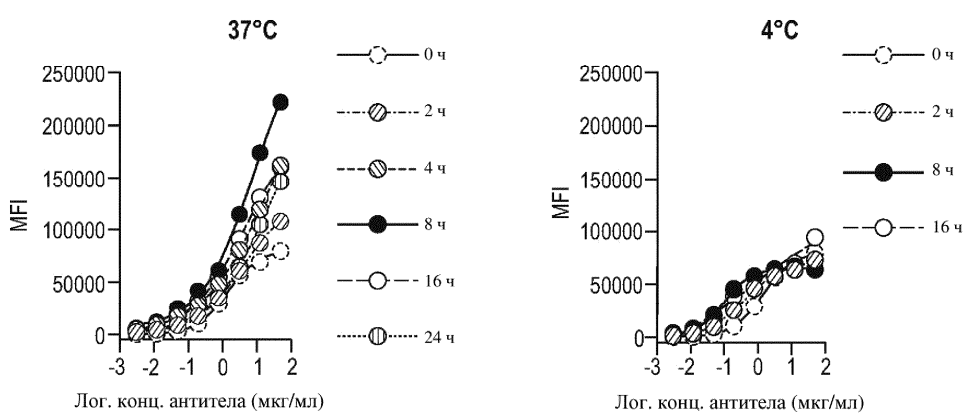 37°C
250000
200000
150000
100000
50000
0
MFI
-3 -2 -1 0 1 2
Лог. конц. антитела (мкг/мл)
0 ч
2 ч
4 ч
8 ч
16 ч
24 ч
4°C
250000
200000
150000
100000
50000
0
MFI
-3 -2 -1 0 1 2
Лог. конц. антитела (мкг/мл)
0 ч
2 ч
8 ч
16 ч